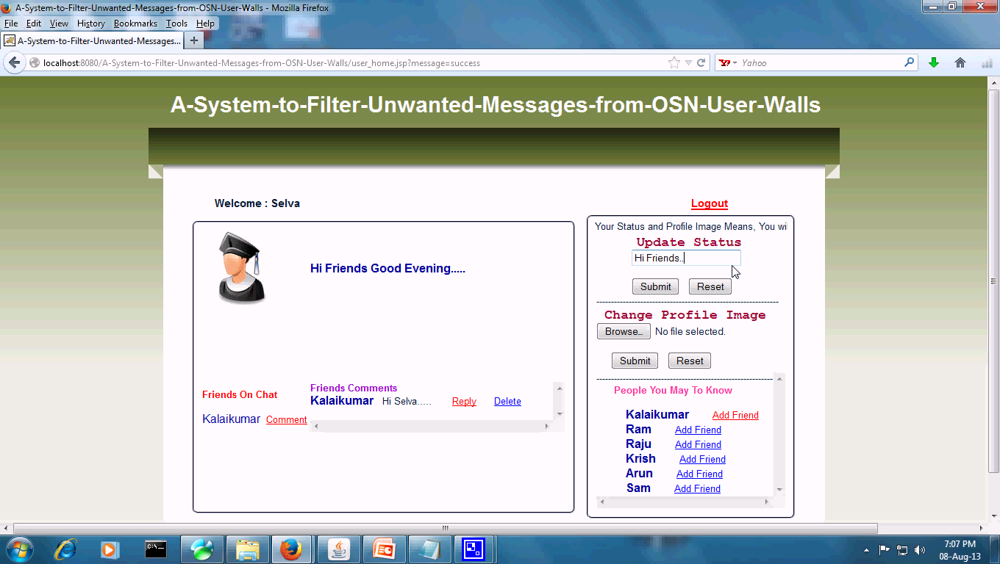 A-System-to-Filter-Unwanted-Messages-from-OSN-User-Walls - Mozilla Firefox
File Edit View History Bookmarks Tools Help
A-System-to-Filter-Unwanted-Messages... +
localhost:8080/A-System-to-Filter-Unwanted-Messages-from-OSN-User-Walls/user_home.jsp?message=success
Yahoo
A-System-to-Filter-Unwanted-Messages-from-OSN-User-Walls
Welcome : Selva
Logout
Hi Friends Good Evening.....
Friends On Chat
Kalaikumar Comment
Friends Comments
Kalaikumar Hi Selva..... Reply Delete
Your Status and Profile Image Means, You wil
Update Status
Hi Friends..
Submit Reset
Change Profile Image
Browse... No file selected.
Submit Reset
People You May To Know
Kalaikumar Add Friend
Ram Add Friend
Raju Add Friend
Krish Add Friend
Arun Add Friend
Sam Add Friend
C:\_
7:07 PM
08-Aug-13